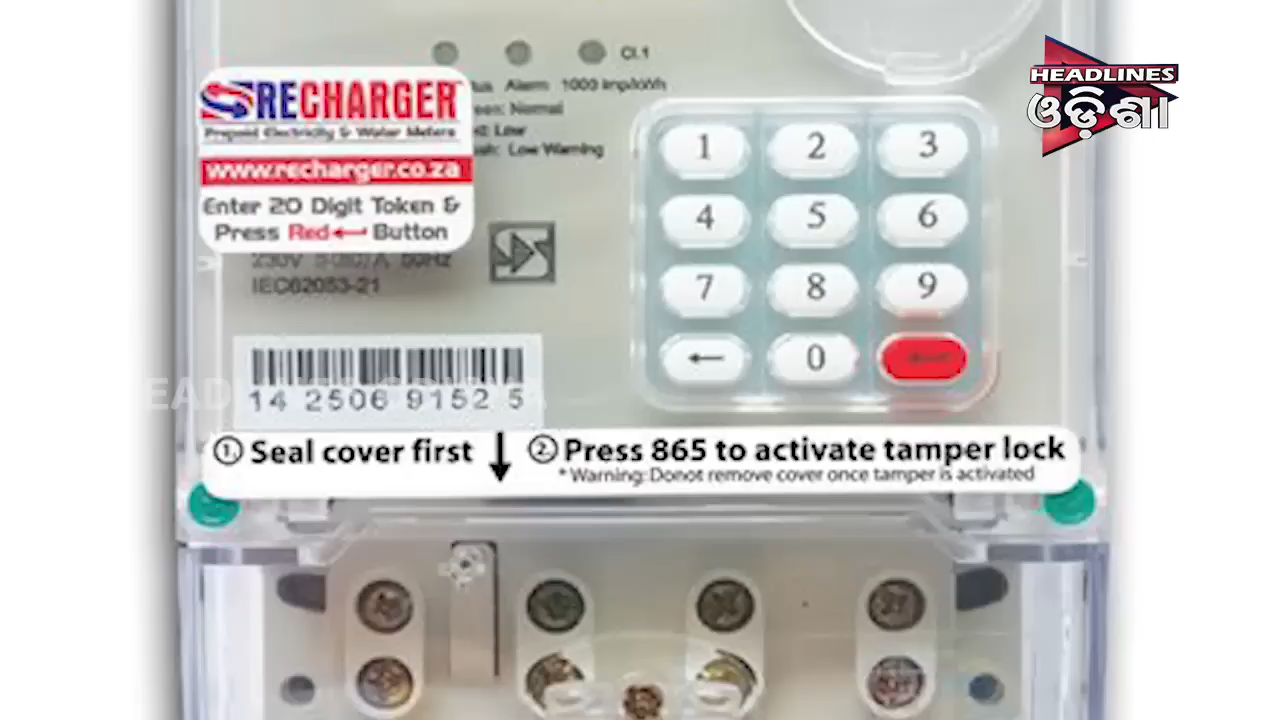 HEADLINES
ଓଡ଼ିଶା
Cl.1
Alarm 1000 imp/kWh
Normal
Low
Low Warning
RECHARGER
Prepaid Electricity & Water Meters
www.recharger.co.za
Enter 20 Digit Token &
Press Red Button
IEC62053-21
1 2 3
4 5 6
7 8 9
0
14 2506 9152 5
1. Seal cover first
2. Press 865 to activate tamper lock
* Warning: Donot remove cover once tamper is activated